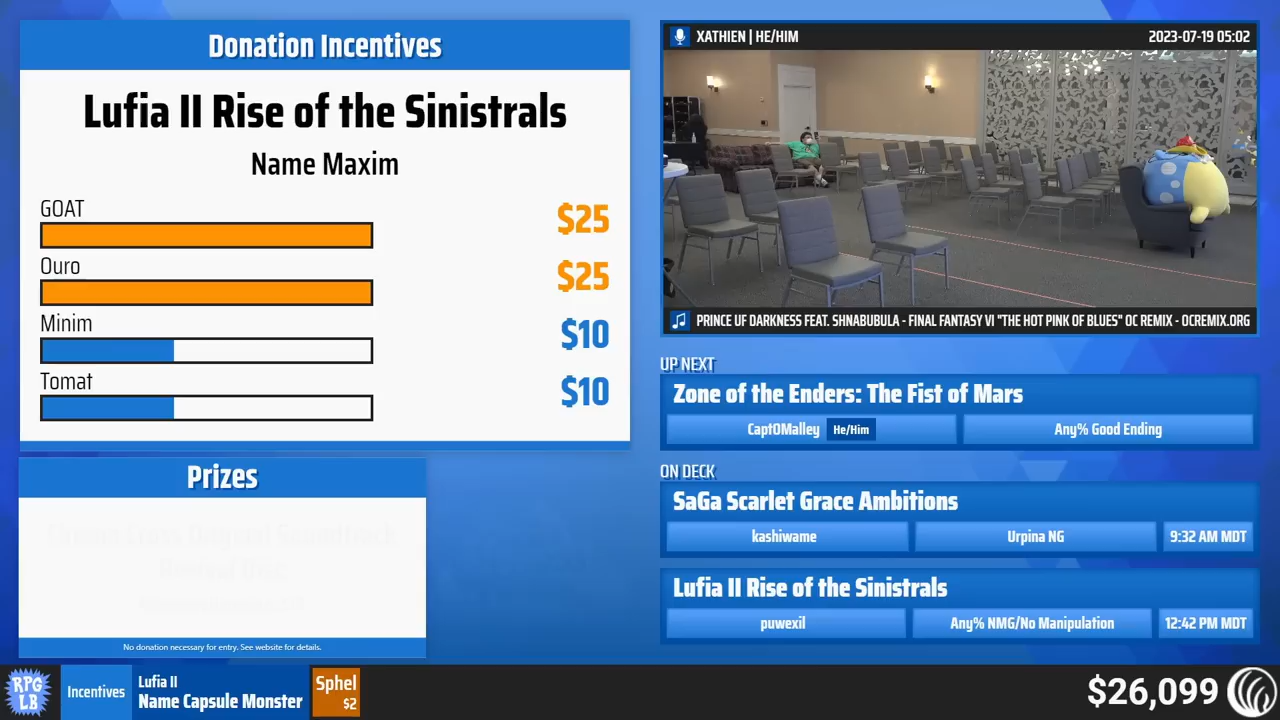 Donation Incentives
Lufia II Rise of the Sinistrals
Name Maxim
GOAT
$25
Ouro
$25
Minim
$10
Tomat
$10
Prizes
No donation necessary for entry. See website for details.
XATHIEN | HE/HIM
2023-07-19 05:02
PRINCE UF DARKNESS FEAT. SHNABUBULA - FINAL FANTASY VI "THE HOT PINK OF BLUES" OC REMIX - OCREMIX.ORG
UP NEXT
Zone of the Enders: The Fist of Mars
CaptOMalley He/Him Any% Good Ending
ON DECK
SaGa Scarlet Grace Ambitions
kashiwame Urpina NG 9:32 AM MDT
Lufia II Rise of the Sinistrals
puwexil Any% NMG/No Manipulation 12:42 PM MDT
RPG
LB
Incentives
Lufia II
Name Capsule Monster
Sphel
$2
$26,099